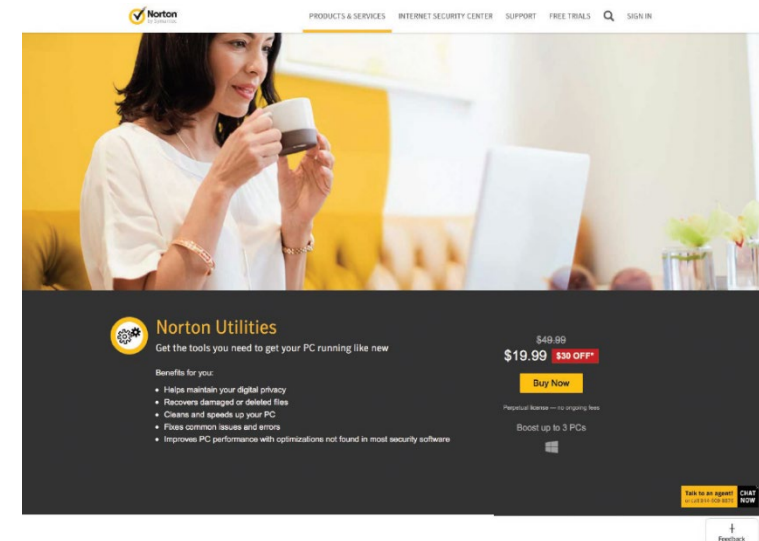 Norton
by Symantec
PRODUCTS & SERVICES
INTERNET SECURITY CENTER
SUPPORT
FREE TRIALS
SIGN IN
Norton Utilities
Get the tools you need to get your PC running like new
Benefits for you:
• Helps maintain your digital privacy
• Recovers damaged or deleted files
• Cleans and speeds up your PC
• Fixes common issues and errors
• Improves PC performance with optimizations not found in most security software
$49.99
$19.99 $30 OFF*
Buy Now
Perpetual license — no ongoing fees
Boost up to 3 PCs
Talk to an agent!
or call
CHAT
NOW
Feedback